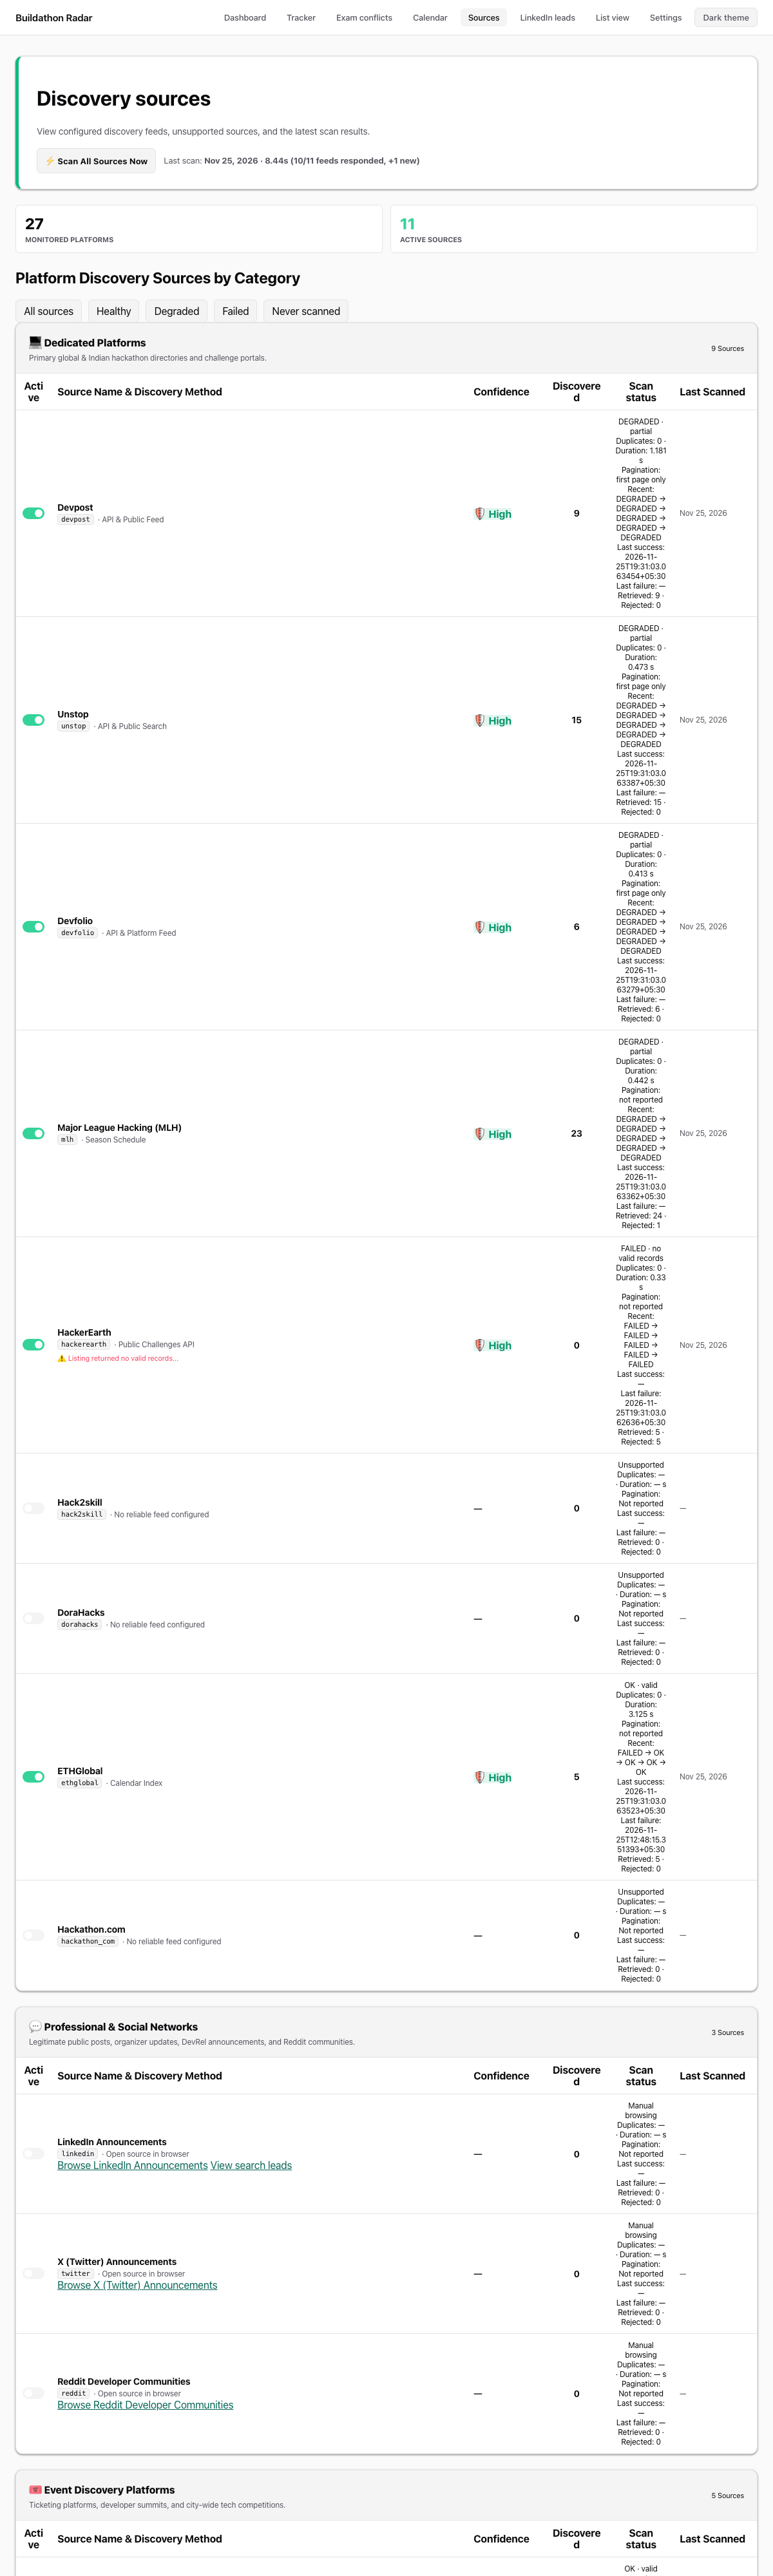 Buildathon Radar
Dashboard
Tracker
Exam conflicts
Calendar
Sources
LinkedIn leads
List view
Settings
Dark theme
Discovery sources
View configured discovery feeds, unsupported sources, and the latest scan results.
⚡ Scan All Sources Now
Last scan: Nov 25, 2026 · 8.44s (10/11 feeds responded, +1 new)
27
MONITORED PLATFORMS
11
ACTIVE SOURCES
Platform Discovery Sources by Category
All sources
Healthy
Degraded
Failed
Never scanned
Dedicated Platforms
Primary global & Indian hackathon directories and challenge portals.
9 Sources
Acti
ve
Source Name & Discovery Method
Confidence
Discovere
d
Scan
status
Last Scanned
Devpost
devpost · API & Public Feed
High
9
DEGRADED ·
partial
Duplicates: 0 ·
Duration: 1.181
s
Pagination:
first page only
Recent:
DEGRADED →
DEGRADED →
DEGRADED →
DEGRADED →
DEGRADED
Last success:
2026-11-
25T19:31:03.0
63454+05:30
Last failure: —
Retrieved: 9 ·
Rejected: 0
Nov 25, 2026
Unstop
unstop · API & Public Search
High
15
DEGRADED ·
partial
Duplicates: 0 ·
Duration:
0.473 s
Pagination:
first page only
Recent:
DEGRADED →
DEGRADED →
DEGRADED →
DEGRADED →
DEGRADED
Last success:
2026-11-
25T19:31:03.0
63387+05:30
Last failure: —
Retrieved: 15 ·
Rejected: 0
Nov 25, 2026
Devfolio
devfolio · API & Platform Feed
High
6
DEGRADED ·
partial
Duplicates: 0 ·
Duration:
0.413 s
Pagination:
first page only
Recent:
DEGRADED →
DEGRADED →
DEGRADED →
DEGRADED →
DEGRADED
Last success:
2026-11-
25T19:31:03.0
63279+05:30
Last failure: —
Retrieved: 6 ·
Rejected: 0
Nov 25, 2026
Major League Hacking (MLH)
mlh · Season Schedule
High
23
DEGRADED ·
partial
Duplicates: 0 ·
Duration:
0.442 s
Pagination:
not reported
Recent:
DEGRADED →
DEGRADED →
DEGRADED →
DEGRADED →
DEGRADED
Last success:
2026-11-
25T19:31:03.0
63362+05:30
Last failure: —
Retrieved: 24 ·
Rejected: 1
Nov 25, 2026
HackerEarth
hackerearth · Public Challenges API
⚠️ Listing returned no valid records...
High
0
FAILED · no
valid records
Duplicates: 0 ·
Duration: 0.33
s
Pagination:
not reported
Recent:
FAILED →
FAILED →
FAILED →
FAILED →
FAILED
Last success:
—
Last failure:
2026-11-
25T19:31:03.0
62636+05:30
Retrieved: 5 ·
Rejected: 5
Nov 25, 2026
Hack2skill
hack2skill · No reliable feed configured
—
0
Unsupported
Duplicates: —
· Duration: — s
Pagination:
Not reported
Last success:
—
Last failure: —
Retrieved: 0 ·
Rejected: 0
—
DoraHacks
dorahacks · No reliable feed configured
—
0
Unsupported
Duplicates: —
· Duration: — s
Pagination:
Not reported
Last success:
—
Last failure: —
Retrieved: 0 ·
Rejected: 0
—
ETHGlobal
ethglobal · Calendar Index
High
5
OK · valid
Duplicates: 0 ·
Duration:
3.125 s
Pagination:
not reported
Recent:
FAILED → OK
→ OK → OK →
OK
Last success:
2026-11-
25T19:31:03.0
63523+05:30
Last failure:
2026-11-
25T12:48:15.3
51393+05:30
Retrieved: 5 ·
Rejected: 0
Nov 25, 2026
Hackathon.com
hackathon_com · No reliable feed configured
—
0
Unsupported
Duplicates: —
· Duration: — s
Pagination:
Not reported
Last success:
—
Last failure: —
Retrieved: 0 ·
Rejected: 0
—
Professional & Social Networks
Legitimate public posts, organizer updates, DevRel announcements, and Reddit communities.
3 Sources
Acti
ve
Source Name & Discovery Method
Confidence
Discovere
d
Scan
status
Last Scanned
LinkedIn Announcements
linkedin · Open source in browser
Browse LinkedIn Announcements View search leads
—
0
Manual
browsing
Duplicates: —
· Duration: — s
Pagination:
Not reported
Last success:
—
Last failure: —
Retrieved: 0 ·
Rejected: 0
—
X (Twitter) Announcements
twitter · Open source in browser
Browse X (Twitter) Announcements
—
0
Manual
browsing
Duplicates: —
· Duration: — s
Pagination:
Not reported
Last success:
—
Last failure: —
Retrieved: 0 ·
Rejected: 0
—
Reddit Developer Communities
reddit · Open source in browser
Browse Reddit Developer Communities
—
0
Manual
browsing
Duplicates: —
· Duration: — s
Pagination:
Not reported
Last success:
—
Last failure: —
Retrieved: 0 ·
Rejected: 0
—
Event Discovery Platforms
Ticketing platforms, developer summits, and city-wide tech competitions.
5 Sources
Acti
ve
Source Name & Discovery Method
Confidence
Discovere
d
Scan
status
Last Scanned
OK · valid